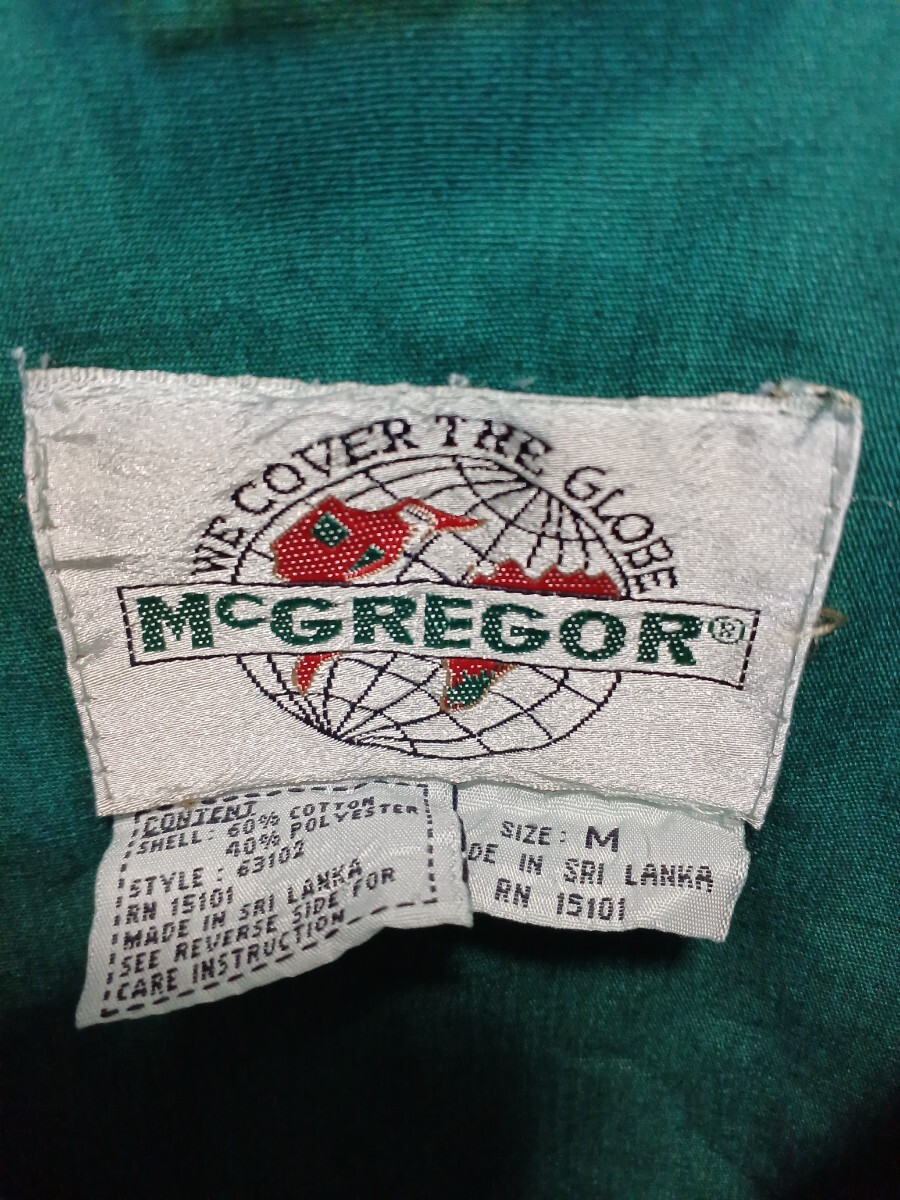 WE COVER THE GLOBE
McGREGOR®
CONTENT
SHELL: 60% COTTON
40% POLYESTER
STYLE: 63102
RN 15101
MADE IN SRI LANKA
SEE REVERSE SIDE FOR
CARE INSTRUCTION
SIZE: M
DE IN SRI LANKA
RN 15101